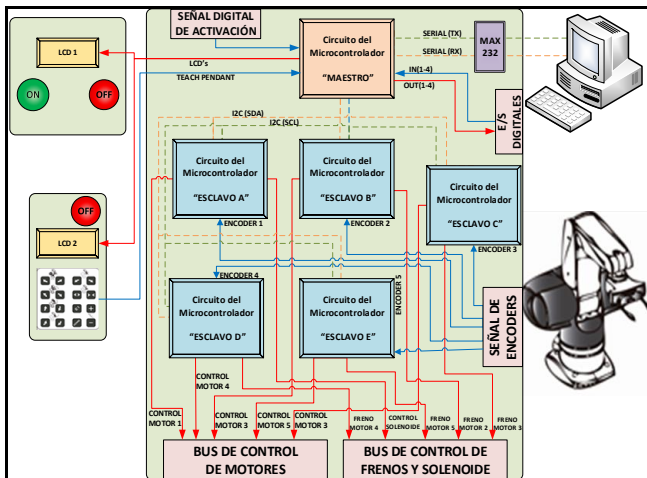 SEÑAL DIGITAL
DE ACTIVACIÓN
LCD 1
ON
OFF
LCD's
TEACH PENDANT
Circuito del
Microcontrolador
"MAESTRO"
SERIAL (TX)
SERIAL (RX)
MAX
232
IN(1-4)
OUT(1-4)
E/S
DIGITALES
I2C (SDA)
I2C (SCL)
Circuito del
Microcontrolador
"ESCLAVO A"
Circuito del
Microcontrolador
"ESCLAVO B"
Circuito del
Microcontrolador
"ESCLAVO C"
OFF
LCD 2
ENCODER 1
ENCODER 2
ENCODER 3
ENCODER 4
ENCODER 5
Circuito del
Microcontrolador
"ESCLAVO D"
Circuito del
Microcontrolador
"ESCLAVO E"
SEÑAL DE
ENCODERS
CONTROL
MOTOR 1
CONTROL
MOTOR 4
CONTROL
MOTOR 3
CONTROL
MOTOR 5
CONTROL
MOTOR 3
FRENO
MOTOR 4
CONTROL
SOLENOIDE
FRENO
MOTOR 5
FRENO
MOTOR 2
FRENO
MOTOR 3
BUS DE CONTROL
DE MOTORES
BUS DE CONTROL DE
FRENOS Y SOLENOIDE